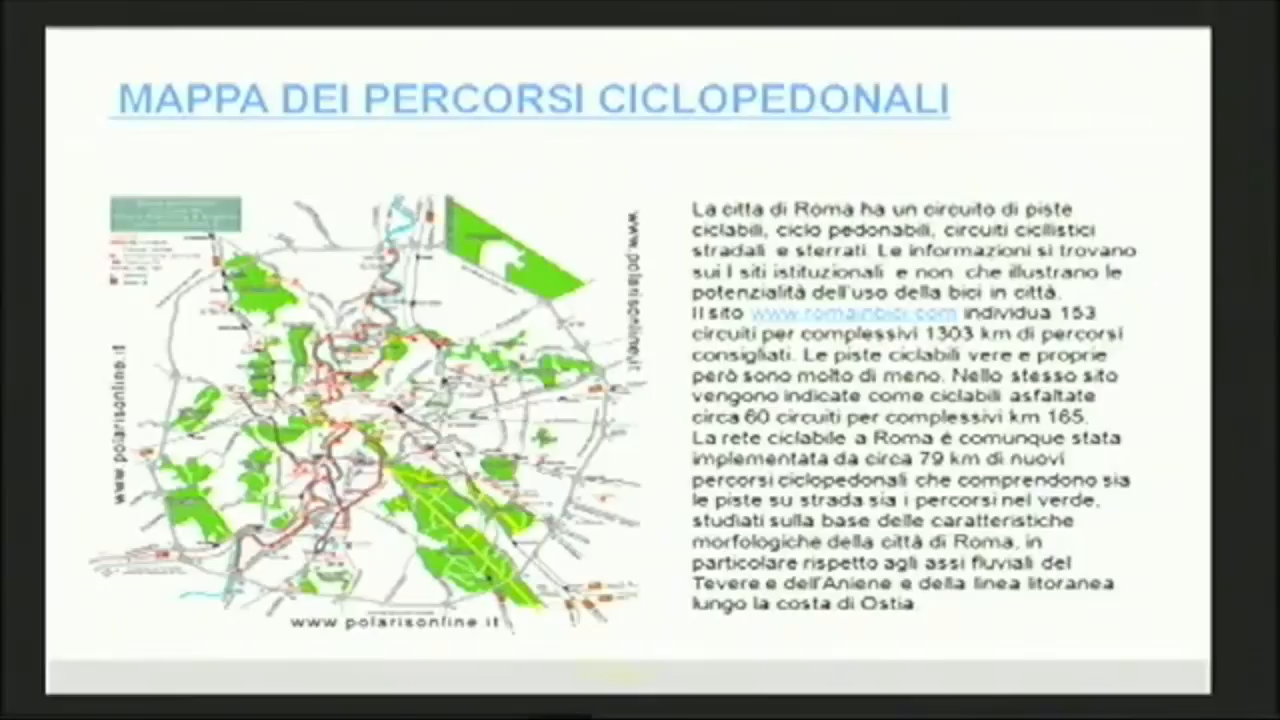 MAPPA DEI PERCORSI CICLOPEDONALI
www.polarisonline.it
www.polarisonline.it
www polarisonline it
La città di Roma ha un circuito di piste
ciclabili, ciclo pedonabili, circuiti ciclistici
stradali e sterrati. Le informazioni si trovano
sui I siti istituzionali e non che illustrano le
potenzialità dell'uso della bici in città.
Il sito www.romainbici.com individua 153
circuiti per complessivi 1303 km di percorsi
consigliati. Le piste ciclabili vere e proprie
però sono molto di meno. Nello stesso sito
vengono indicate come ciclabili asfaltate
circa 60 circuiti per complessivi km 165.
La rete ciclabile a Roma è comunque stata
implementata da circa 79 km di nuovi
percorsi ciclopedonali che comprendono sia
le piste su strada sia i percorsi nel verde,
studiati sulla base delle caratteristiche
morfologiche della città di Roma, in
particolare rispetto agli assi fluviali del
Tevere e dell'Aniene e della linea litoranea
lungo la costa di Ostia